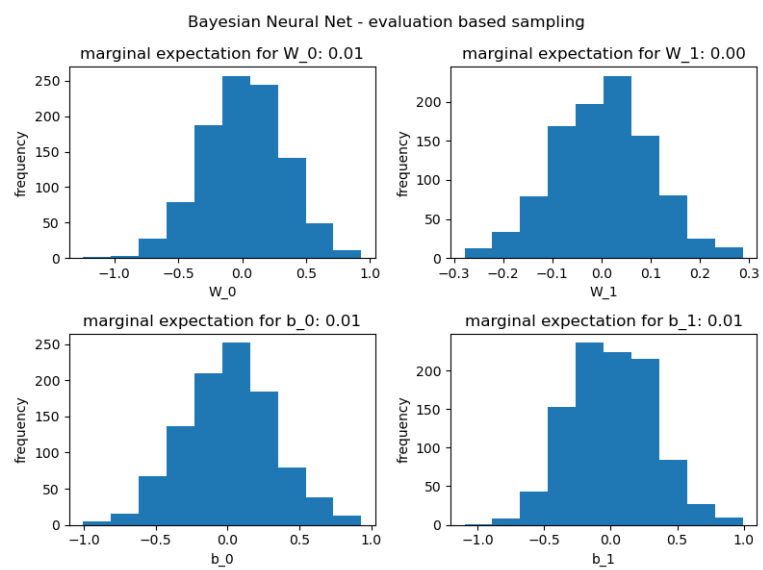 Bayesian Neural Net - evaluation based sampling
marginal expectation for W_0: 0.01
250
200
150
100
50
0
frequency
−1.0 −0.5 0.0 0.5 1.0
W_0
marginal expectation for W_1: 0.00
200
150
100
50
0
frequency
−0.3 −0.2 −0.1 0.0 0.1 0.2 0.3
W_1
marginal expectation for b_0: 0.01
250
200
150
100
50
0
frequency
−1.0 −0.5 0.0 0.5 1.0
b_0
marginal expectation for b_1: 0.01
200
150
100
50
0
frequency
−1.0 −0.5 0.0 0.5 1.0
b_1